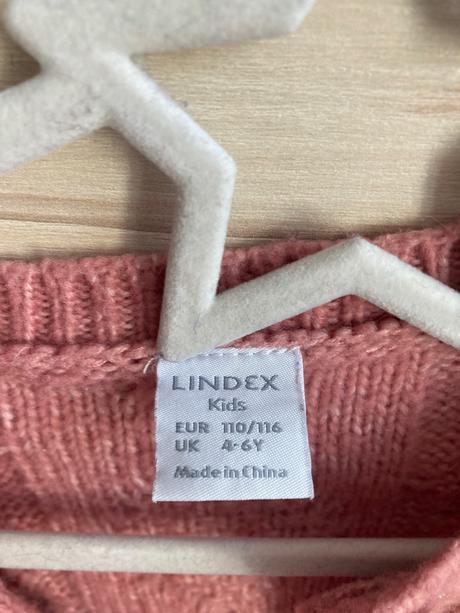 LINDEX
Kids
EUR 110/116
UK 4-6Y
Made in China